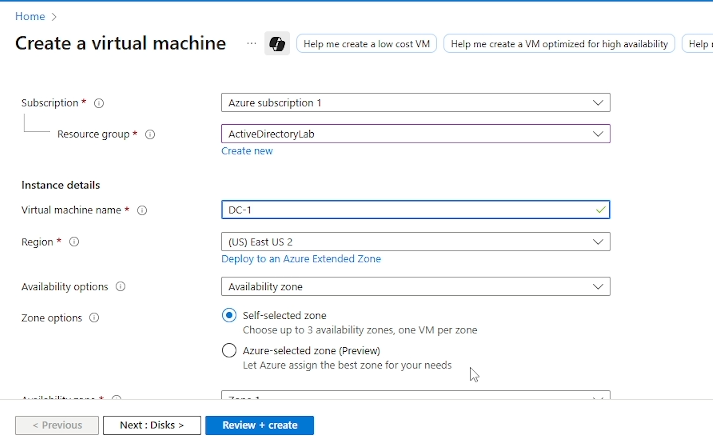 Home >
Create a virtual machine ... Help me create a low cost VM Help me create a VM optimized for high availability Help
Subscription * Azure subscription 1
Resource group * ActiveDirectoryLab
Create new
Instance details
Virtual machine name * DC-1
Region * (US) East US 2
Deploy to an Azure Extended Zone
Availability options Availability zone
Zone options Self-selected zone
Choose up to 3 availability zones, one VM per zone
Azure-selected zone (Preview)
Let Azure assign the best zone for your needs
< Previous Next : Disks > Review + create